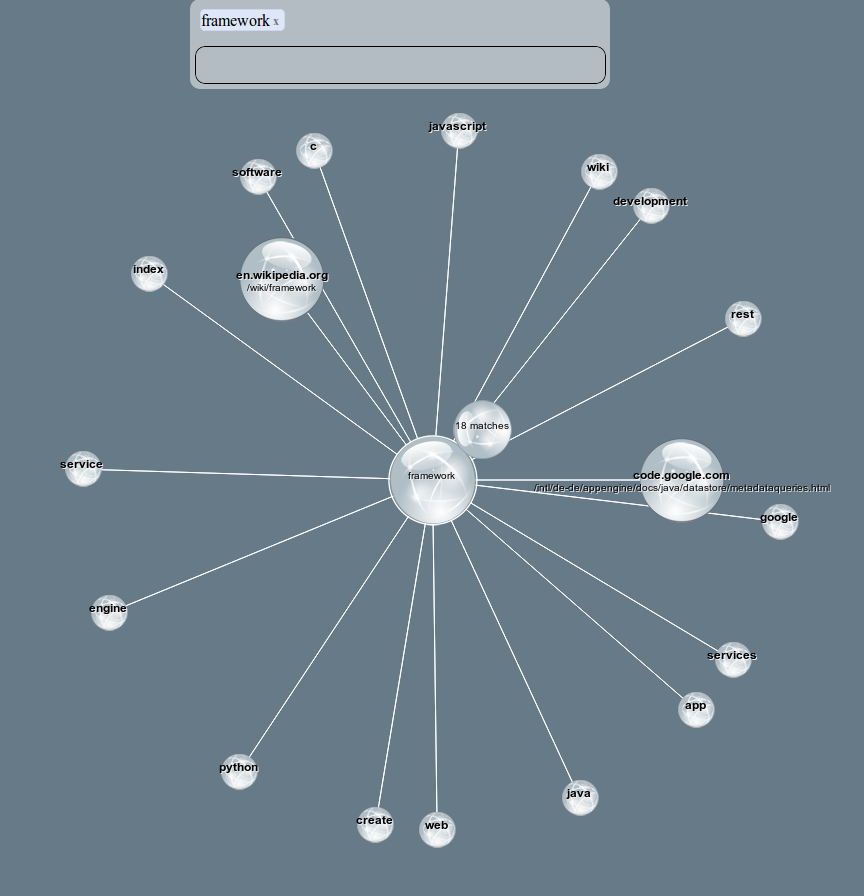 framework x
javascript
c
software
wiki
development
index
en.wikipedia.org
/wiki/framework
rest
18 matches
framework
service
code.google.com
/intl/de-de/appengine/docs/java/datastore/metadataqueries.html
google
engine
services
app
python
java
create
web